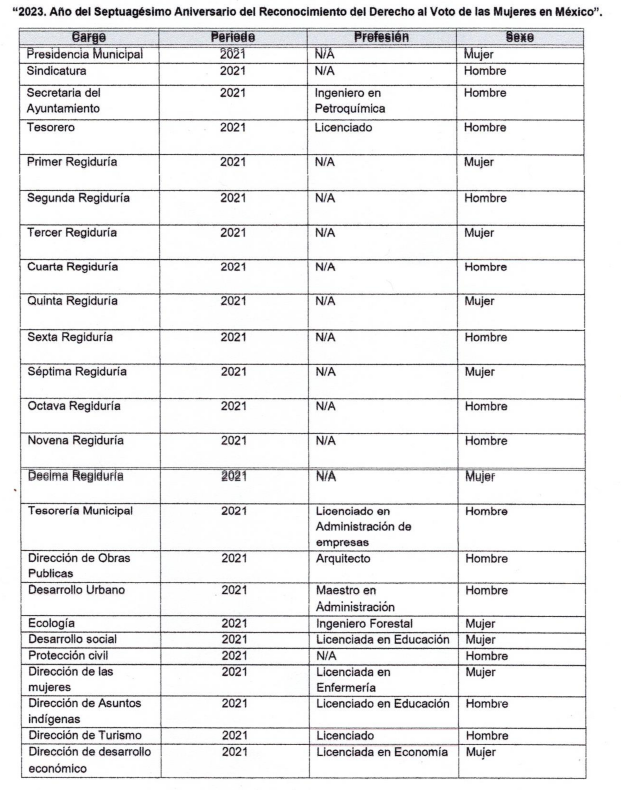 “2023. Año del Septuagésimo Aniversario del Reconocimiento del Derecho al Voto de las Mujeres en México”.
Cargo Periodo Profesión Sexo
Presidencia Municipal 2021 N/A Mujer
Sindicatura 2021 N/A Hombre
Secretaria del 2021 Ingeniero en Hombre
Ayuntamiento Petroquímica
Tesorero 2021 Licenciado Hombre
Primer Regiduría 2021 N/A Mujer
Segunda Regiduría 2021 N/A Hombre
Tercer Regiduría 2021 N/A Mujer
Cuarta Regiduría 2021 N/A Hombre
Quinta Regiduría 2021 N/A Mujer
Sexta Regiduría 2021 N/A Hombre
Séptima Regiduría 2021 N/A Mujer
Octava Regiduría 2021 N/A Hombre
Novena Regiduría 2021 N/A Hombre
Decima Regiduría 2021 N/A Mujer
Tesorería Municipal 2021 Licenciado en Hombre
Administración de
empresas
Dirección de Obras 2021 Arquitecto Hombre
Publicas
Desarrollo Urbano 2021 Maestro en Hombre
Administración
Ecología 2021 Ingeniero Forestal Mujer
Desarrollo social 2021 Licenciada en Educación Mujer
Protección civil 2021 N/A Hombre
Dirección de las 2021 Licenciada en Mujer
mujeres Enfermería
Dirección de Asuntos 2021 Licenciado en Educación Hombre
indígenas
Dirección de Turismo 2021 Licenciado Hombre
Dirección de desarrollo 2021 Licenciada en Economía Mujer
económico